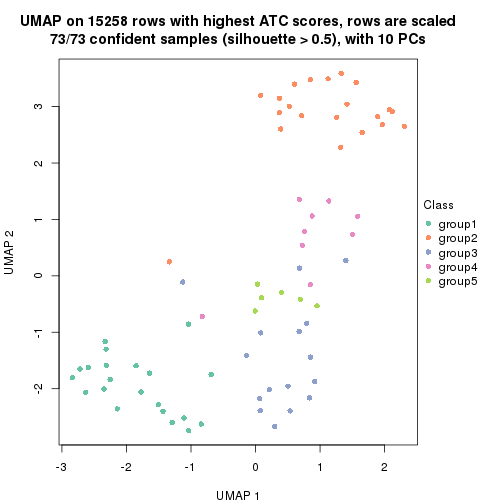 UMAP on 15258 rows with highest ATC scores, rows are scaled
73/73 confident samples (silhouette > 0.5), with 10 PCs
UMAP 2
3
2
1
0
-1
-2
-3
-2
-1
0
1
2
UMAP 1
Class
group1
group2
group3
group4
group5